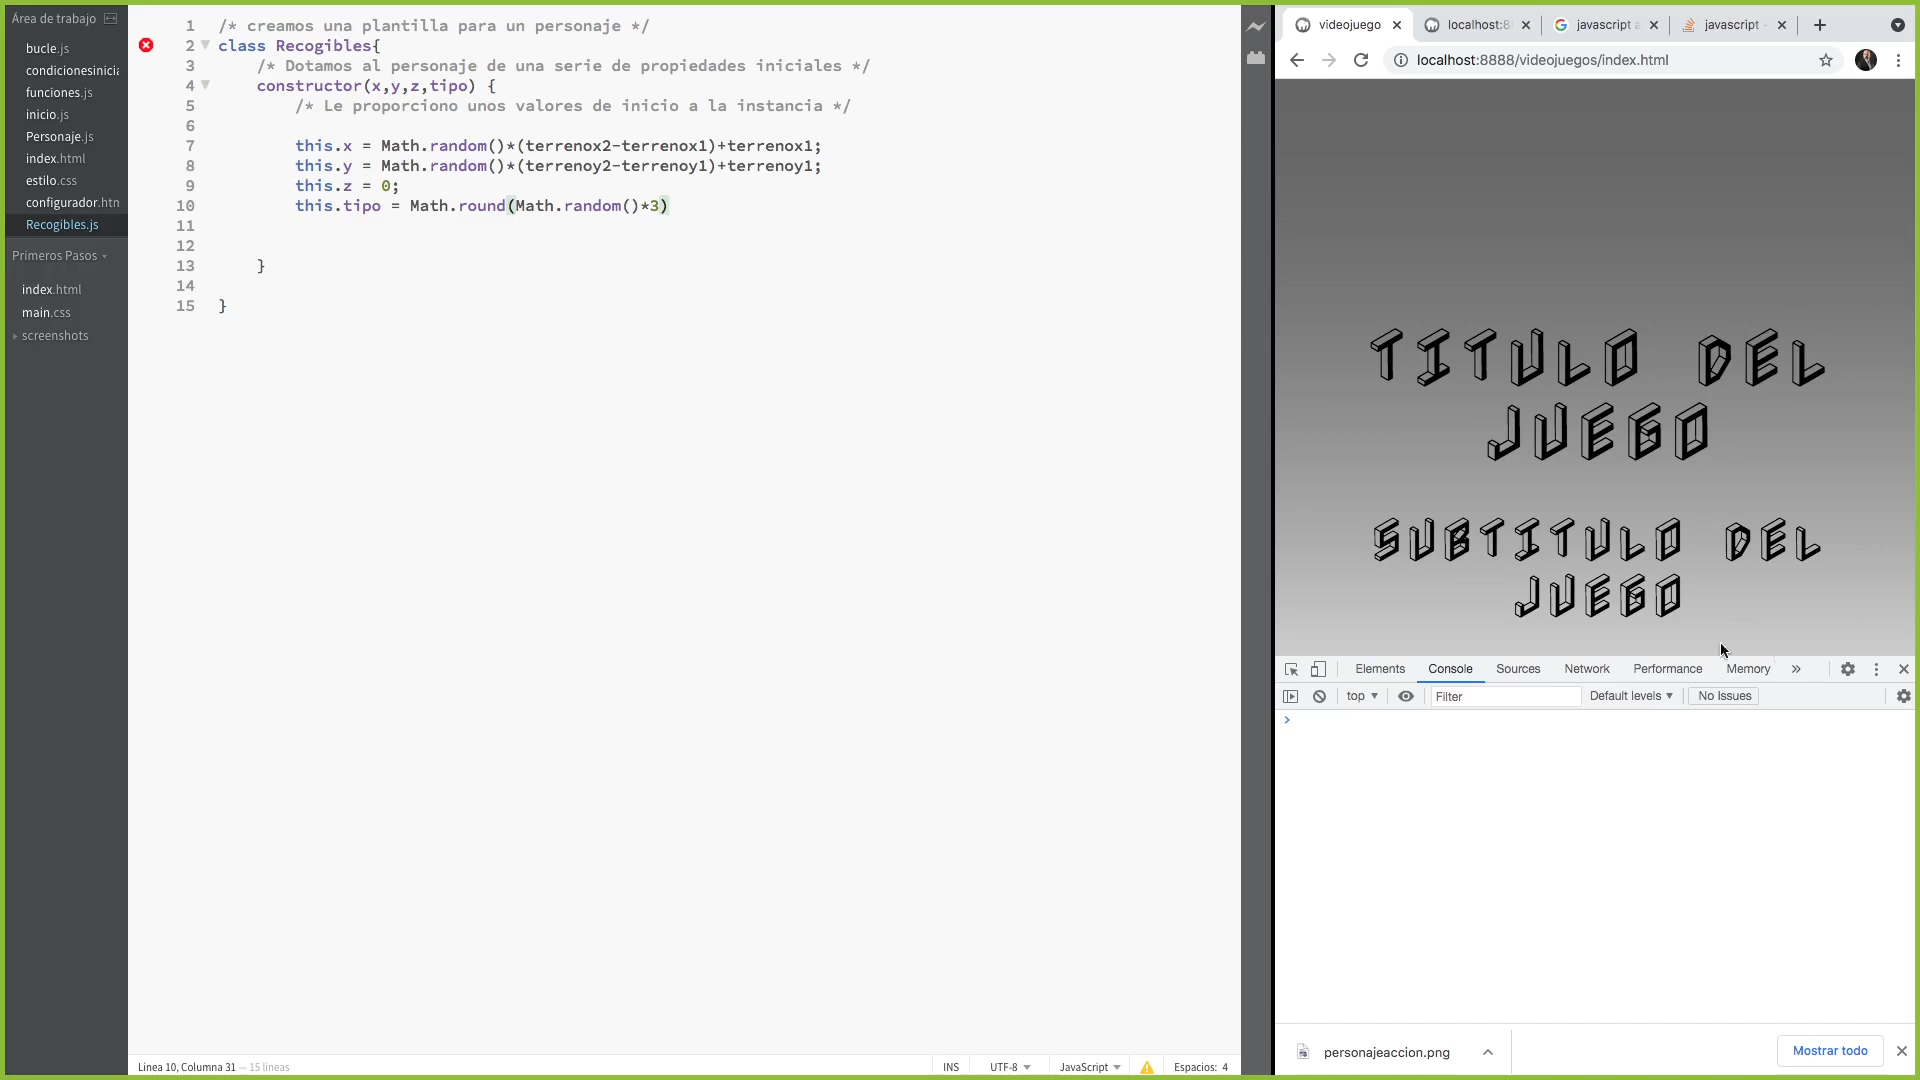 Área de trabajo
bucle.js
condicionesinicia
funciones.js
inicio.js
Personaje.js
index.html
estilo.css
configurador.htn
Recogibles.js
Primeros Pasos
index.html
main.css
screenshots
1 /* creamos una plantilla para un personaje */
2 class Recogibles{
3 /* Dotamos al personaje de una serie de propiedades iniciales */
4 constructor(x,y,z,tipo) {
5 /* Le proporciono unos valores de inicio a la instancia */
6
7 this.x = Math.random()*(terrenox2-terrenox1)+terrenox1;
8 this.y = Math.random()*(terrenoy2-terrenoy1)+terrenoy1;
9 this.z = 0;
10 this.tipo = Math.round(Math.random()*3)
11
12
13 }
14
15 }
Línea 10, Columna 31 — 15 líneas
INS UTF-8 JavaScript Espacios: 4
videojuego localhost:8 javascript a javascript -
localhost:8888/videojuegos/index.html
TITULO DEL
JUEGO
SUBTITULO DEL
JUEGO
Elements Console Sources Network Performance Memory »
top Filter Default levels No Issues
personajeaccion.png Mostrar todo